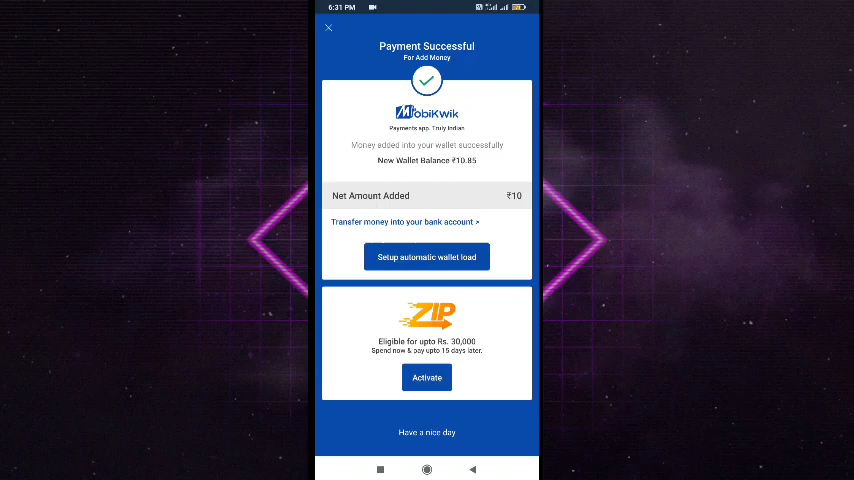 6:31 PM
Payment Successful
For Add Money
MobiKwik
Payments app. Truly Indian
Money added into your wallet successfully
New Wallet Balance ₹10.85
Net Amount Added ₹10
Transfer money into your bank account >
Setup automatic wallet load
ZIP
Eligible for upto Rs. 30,000
Spend now & pay upto 15 days later.
Activate
Have a nice day